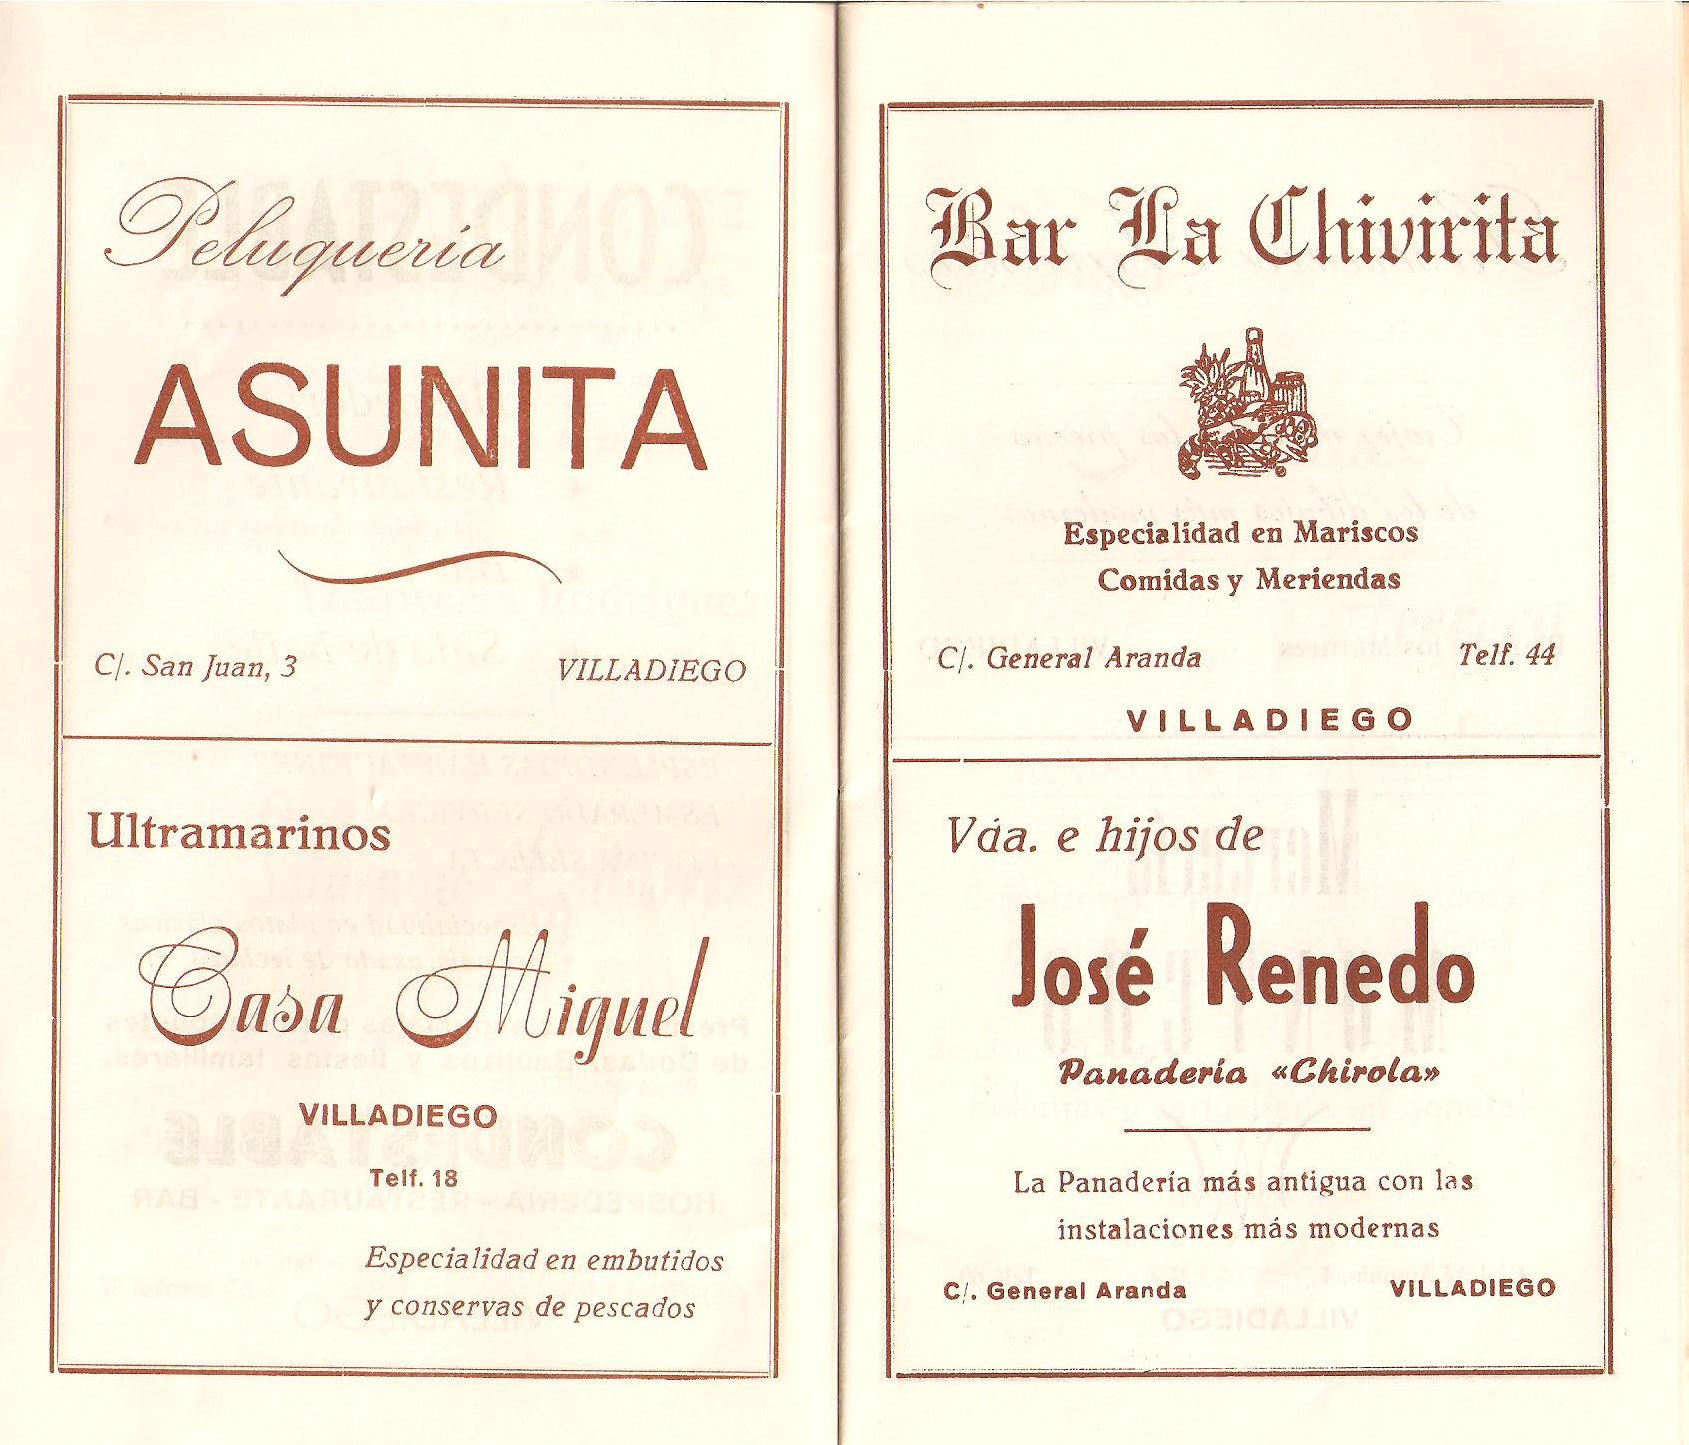 Peluquería
ASUNITA
C/. San Juan, 3 VILLADIEGO
Ultramarinos
Casa Miguel
VILLADIEGO
Telf. 18
Especialidad en embutidos
y conservas de pescados
Bar La Chivirita
Especialidad en Mariscos
Comidas y Meriendas
C/. General Aranda Telf. 44
VILLADIEGO
Vda. e hijos de
José Renedo
Panadería «Chirola»
La Panadería más antigua con las
instalaciones más modernas
C/. General Aranda VILLADIEGO